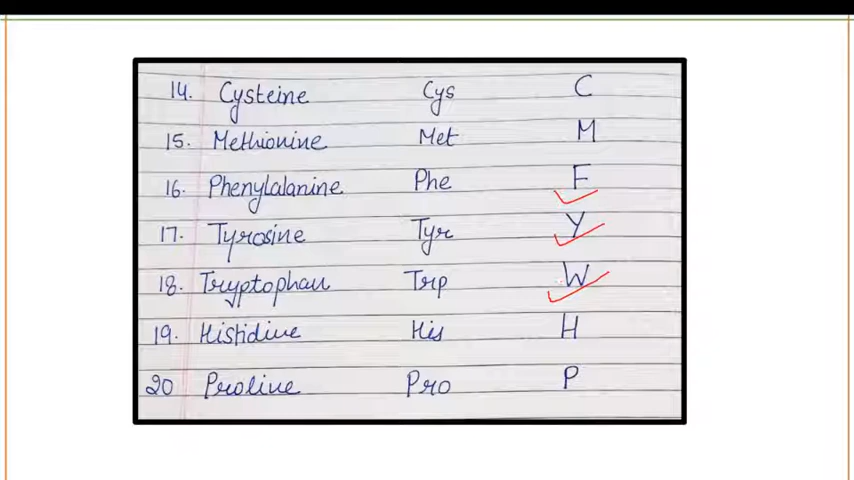 14. Cysteine Cys C
15. Methionine Met M
16. Phenylalanine Phe F
17. Tyrosine Tyr Y
18. Tryptophan Trp W
19. Histidine His H
20 Proline Pro P